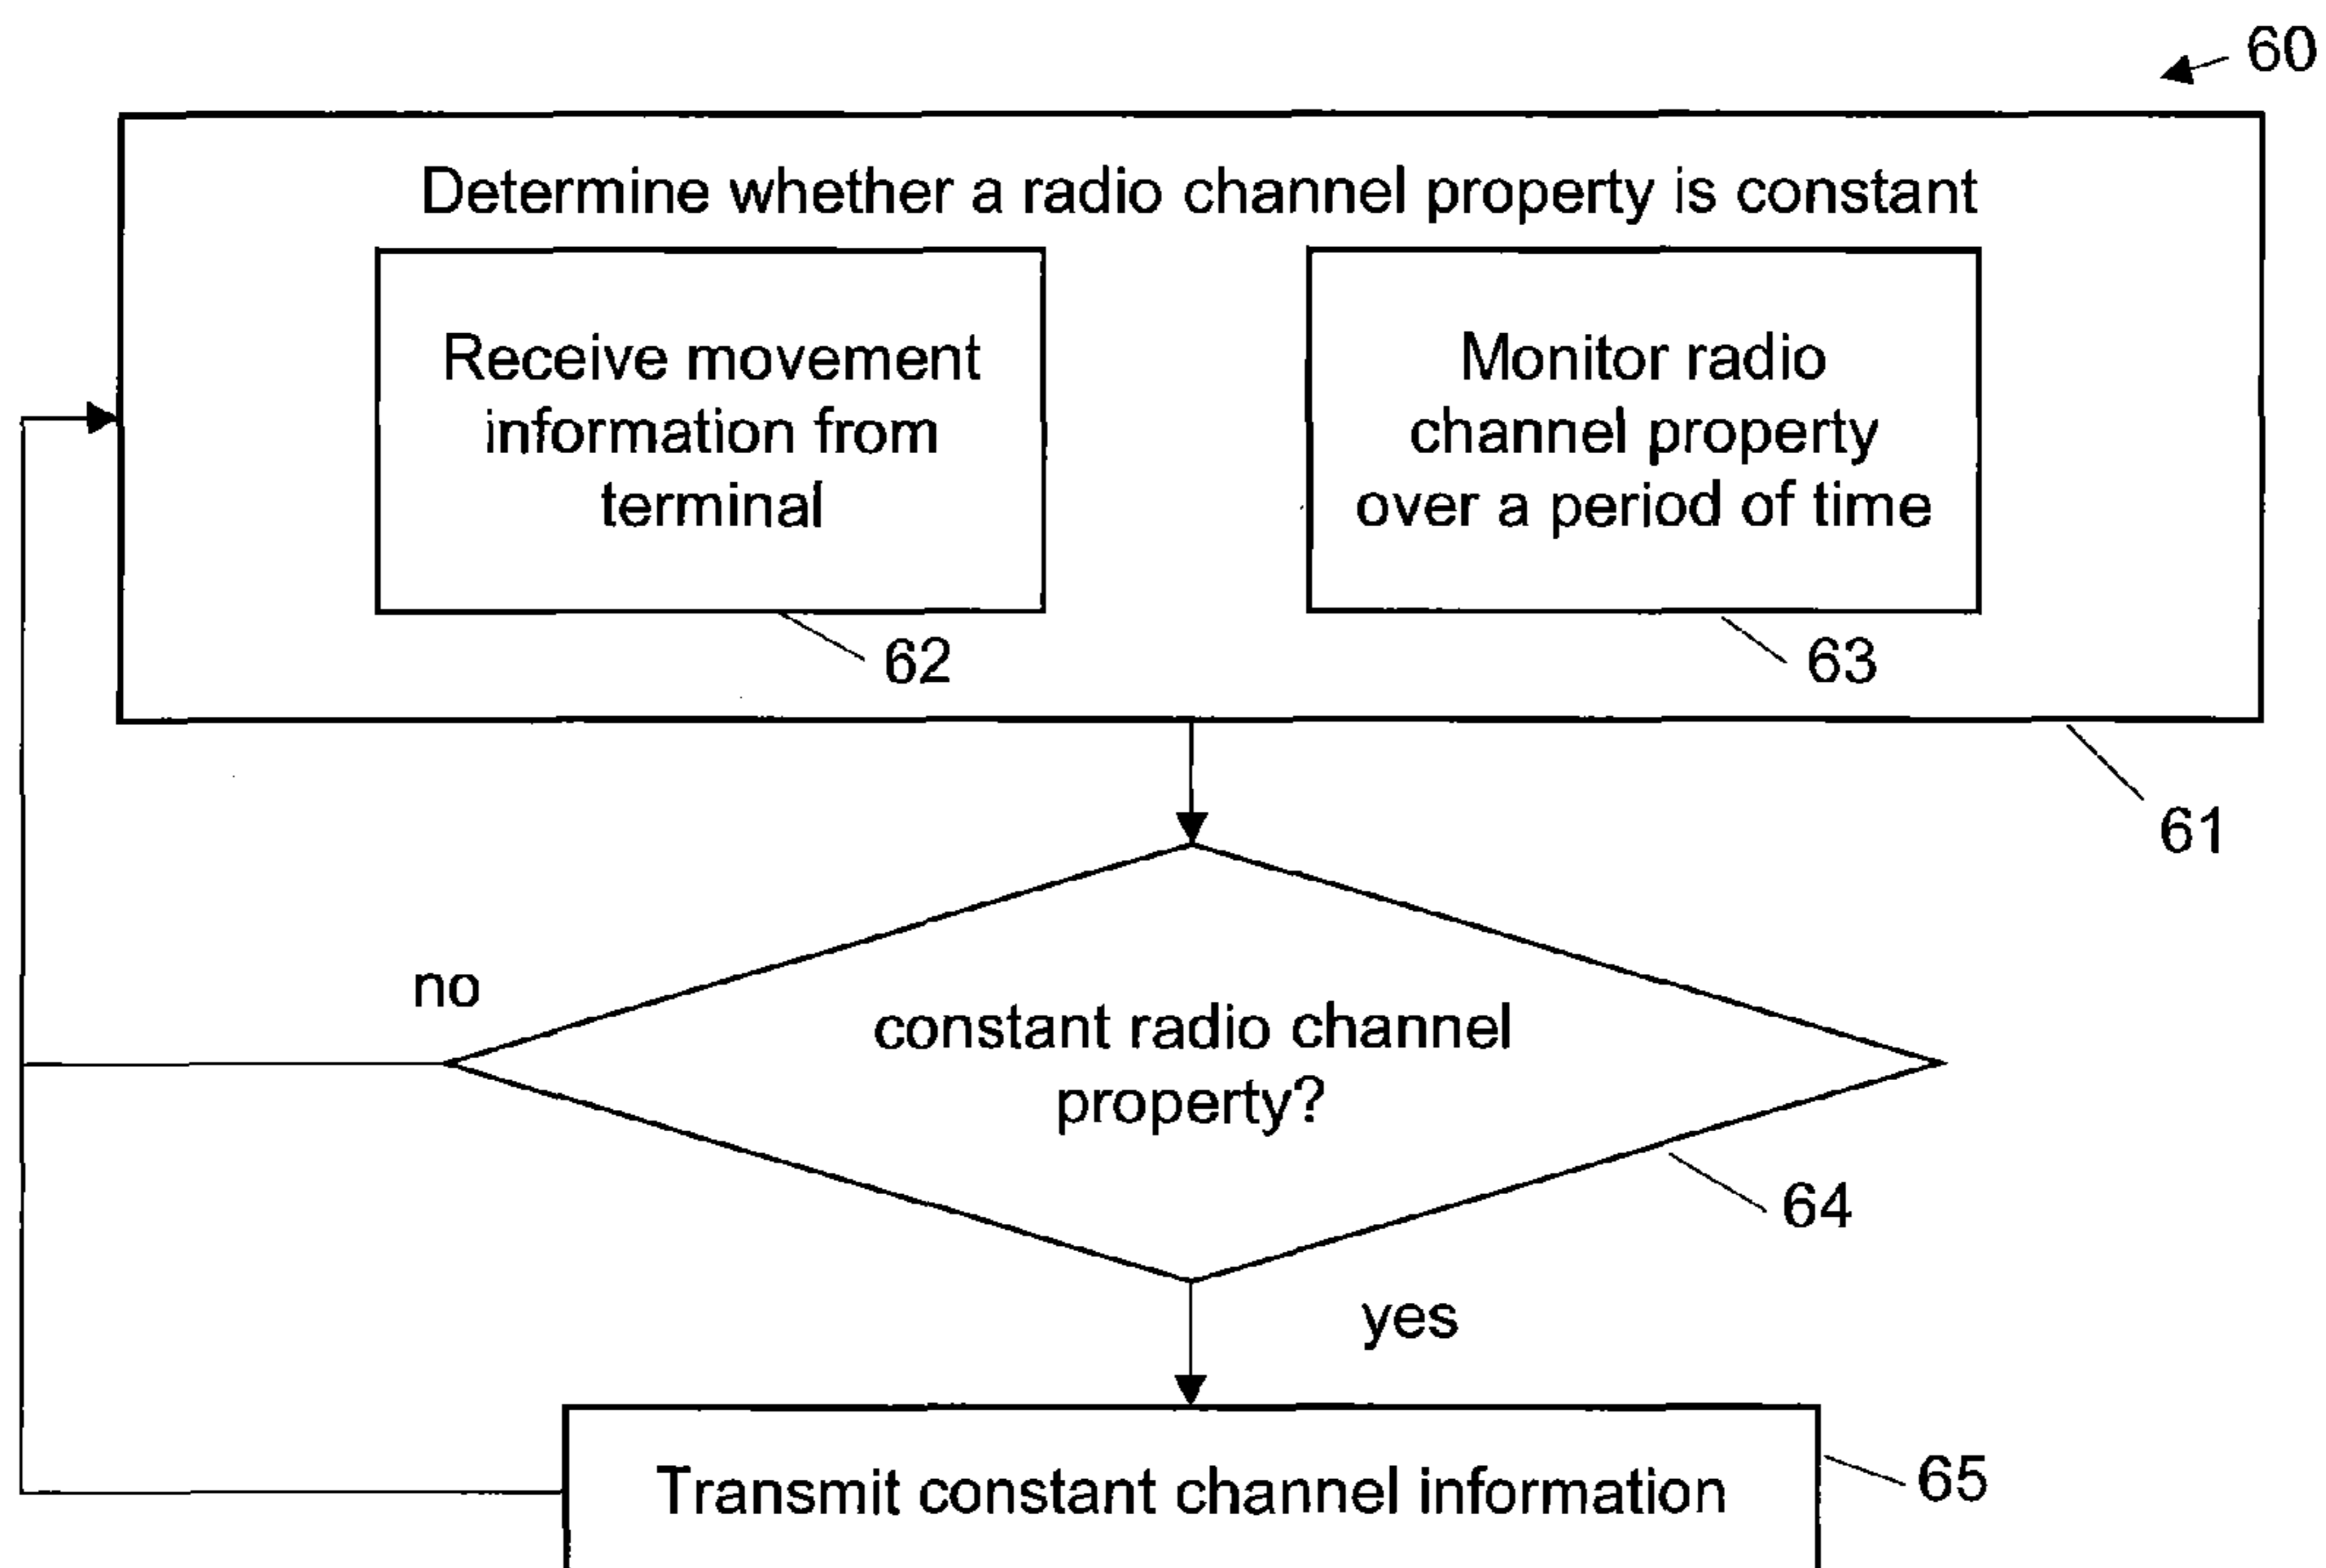 60
Determine whether a radio channel property is constant
Receive movement
information from
terminal
Monitor radio
channel property
over a period of time
62
63
61
no
constant radio channel
property?
64
yes
Transmit constant channel information
65